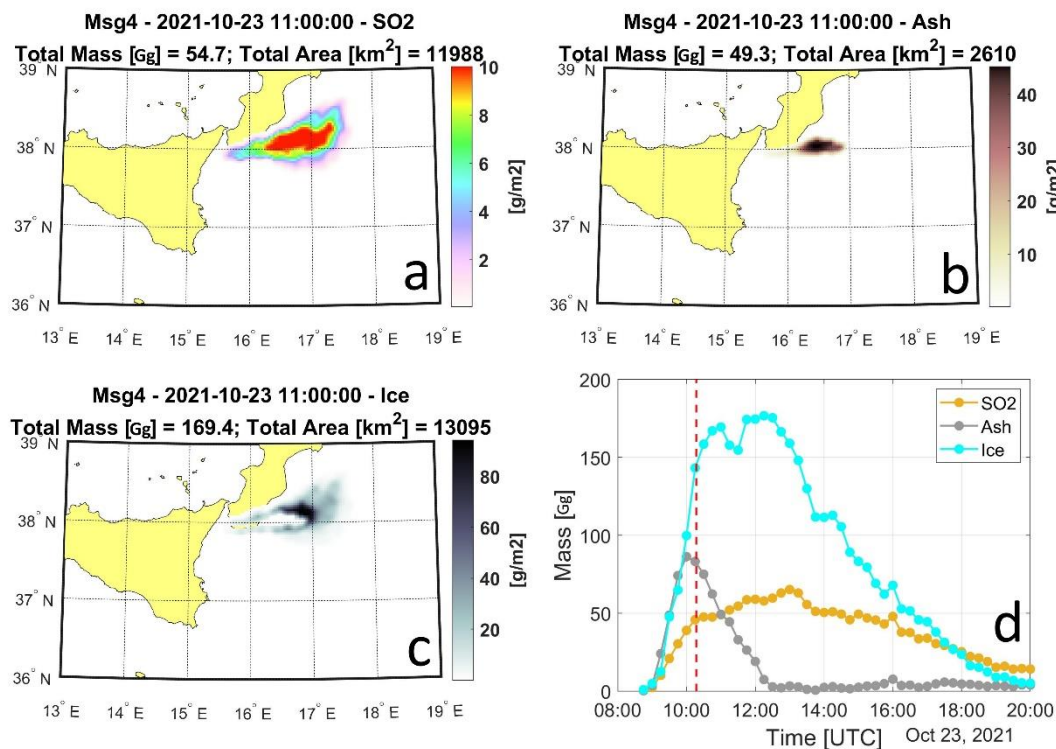 Msg4 - 2021-10-23 11:00:00 - SO2
Total Mass [Gg] = 54.7; Total Area [km2] = 11988
39° N
38° N
37° N
36° N
13° E
14° E
15° E
16° E
17° E
18° E
19° E
10
8
6
4
2
[g/m2]
a
Msg4 - 2021-10-23 11:00:00 - Ash
Total Mass [Gg] = 49.3; Total Area [km2] = 2610
39° N
38° N
37° N
36° N
13° E
14° E
15° E
16° E
17° E
18° E
19° E
40
30
20
10
[g/m2]
b
Msg4 - 2021-10-23 11:00:00 - Ice
Total Mass [Gg] = 169.4; Total Area [km2] = 13095
39° N
38° N
37° N
36° N
13° E
14° E
15° E
16° E
17° E
18° E
19° E
80
60
40
20
[g/m2]
c
200
150
100
50
0
Mass [Gg]
SO2
Ash
Ice
d
08:00
10:00
12:00
14:00
16:00
18:00
20:00
Time [UTC]
Oct 23, 2021